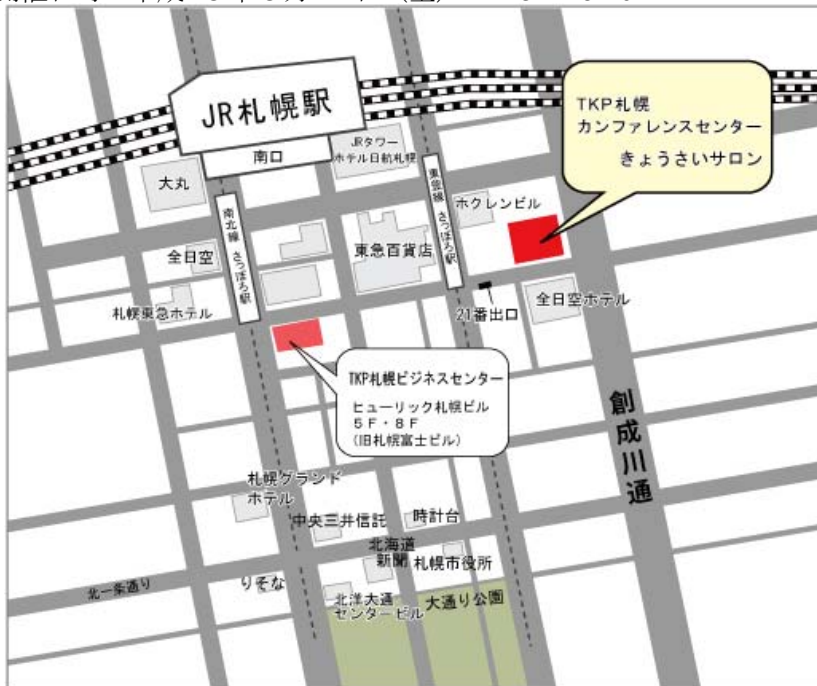 JR札幌駅
南口
JRタワー
ホテル日航札幌
TKP札幌
カンファレンスセンター
きょうさいサロン
大丸
南北線 さっぽろ駅
東豊線 さっぽろ駅
ホクレンビル
全日空
東急百貨店
札幌東急ホテル
21番出口
全日空ホテル
TKP札幌ビジネスセンター
ヒューリック札幌ビル
5F・8F
(旧札幌富士ビル)
創成川通
札幌グランド
ホテル
中央三井信託
時計台
北海道
新聞
札幌市役所
北一条通り
りそな
北洋大通
センタービル
大通り公園